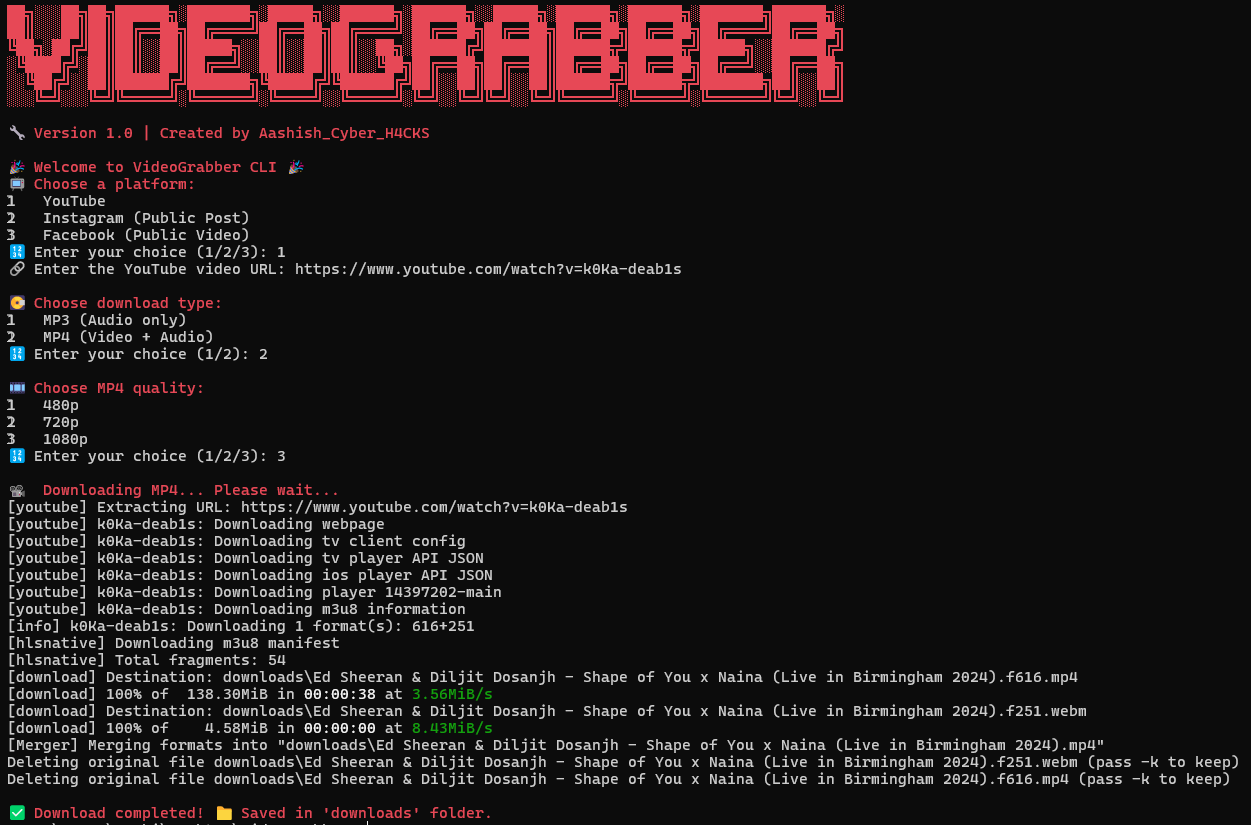 VIDEOGRABBER
🔧 Version 1.0 | Created by Aashish_Cyber_H4CKS
🎉 Welcome to VideoGrabber CLI 🎉
📺 Choose a platform:
1 YouTube
2 Instagram (Public Post)
3 Facebook (Public Video)
🔢 Enter your choice (1/2/3): 1
🔗 Enter the YouTube video URL: https://www.youtube.com/watch?v=k0Ka-deab1s
💽 Choose download type:
1 MP3 (Audio only)
2 MP4 (Video + Audio)
🔢 Enter your choice (1/2): 2
🎞️ Choose MP4 quality:
1 480p
2 720p
3 1080p
🔢 Enter your choice (1/2/3): 3
📽️ Downloading MP4... Please wait...
[youtube] Extracting URL: https://www.youtube.com/watch?v=k0Ka-deab1s
[youtube] k0Ka-deab1s: Downloading webpage
[youtube] k0Ka-deab1s: Downloading tv client config
[youtube] k0Ka-deab1s: Downloading tv player API JSON
[youtube] k0Ka-deab1s: Downloading ios player API JSON
[youtube] k0Ka-deab1s: Downloading player 14397202-main
[youtube] k0Ka-deab1s: Downloading m3u8 information
[info] k0Ka-deab1s: Downloading 1 format(s): 616+251
[hlsnative] Downloading m3u8 manifest
[hlsnative] Total fragments: 54
[download] Destination: downloads\Ed Sheeran & Diljit Dosanjh - Shape of You x Naina (Live in Birmingham 2024).f616.mp4
[download] 100% of  138.30MiB in 00:00:38 at 3.56MiB/s
[download] Destination: downloads\Ed Sheeran & Diljit Dosanjh - Shape of You x Naina (Live in Birmingham 2024).f251.webm
[download] 100% of    4.58MiB in 00:00:00 at 8.43MiB/s
[Merger] Merging formats into "downloads\Ed Sheeran & Diljit Dosanjh - Shape of You x Naina (Live in Birmingham 2024).mp4"
Deleting original file downloads\Ed Sheeran & Diljit Dosanjh - Shape of You x Naina (Live in Birmingham 2024).f251.webm (pass -k to keep)
Deleting original file downloads\Ed Sheeran & Diljit Dosanjh - Shape of You x Naina (Live in Birmingham 2024).f616.mp4 (pass -k to keep)
✅ Download completed! 📁 Saved in 'downloads' folder.